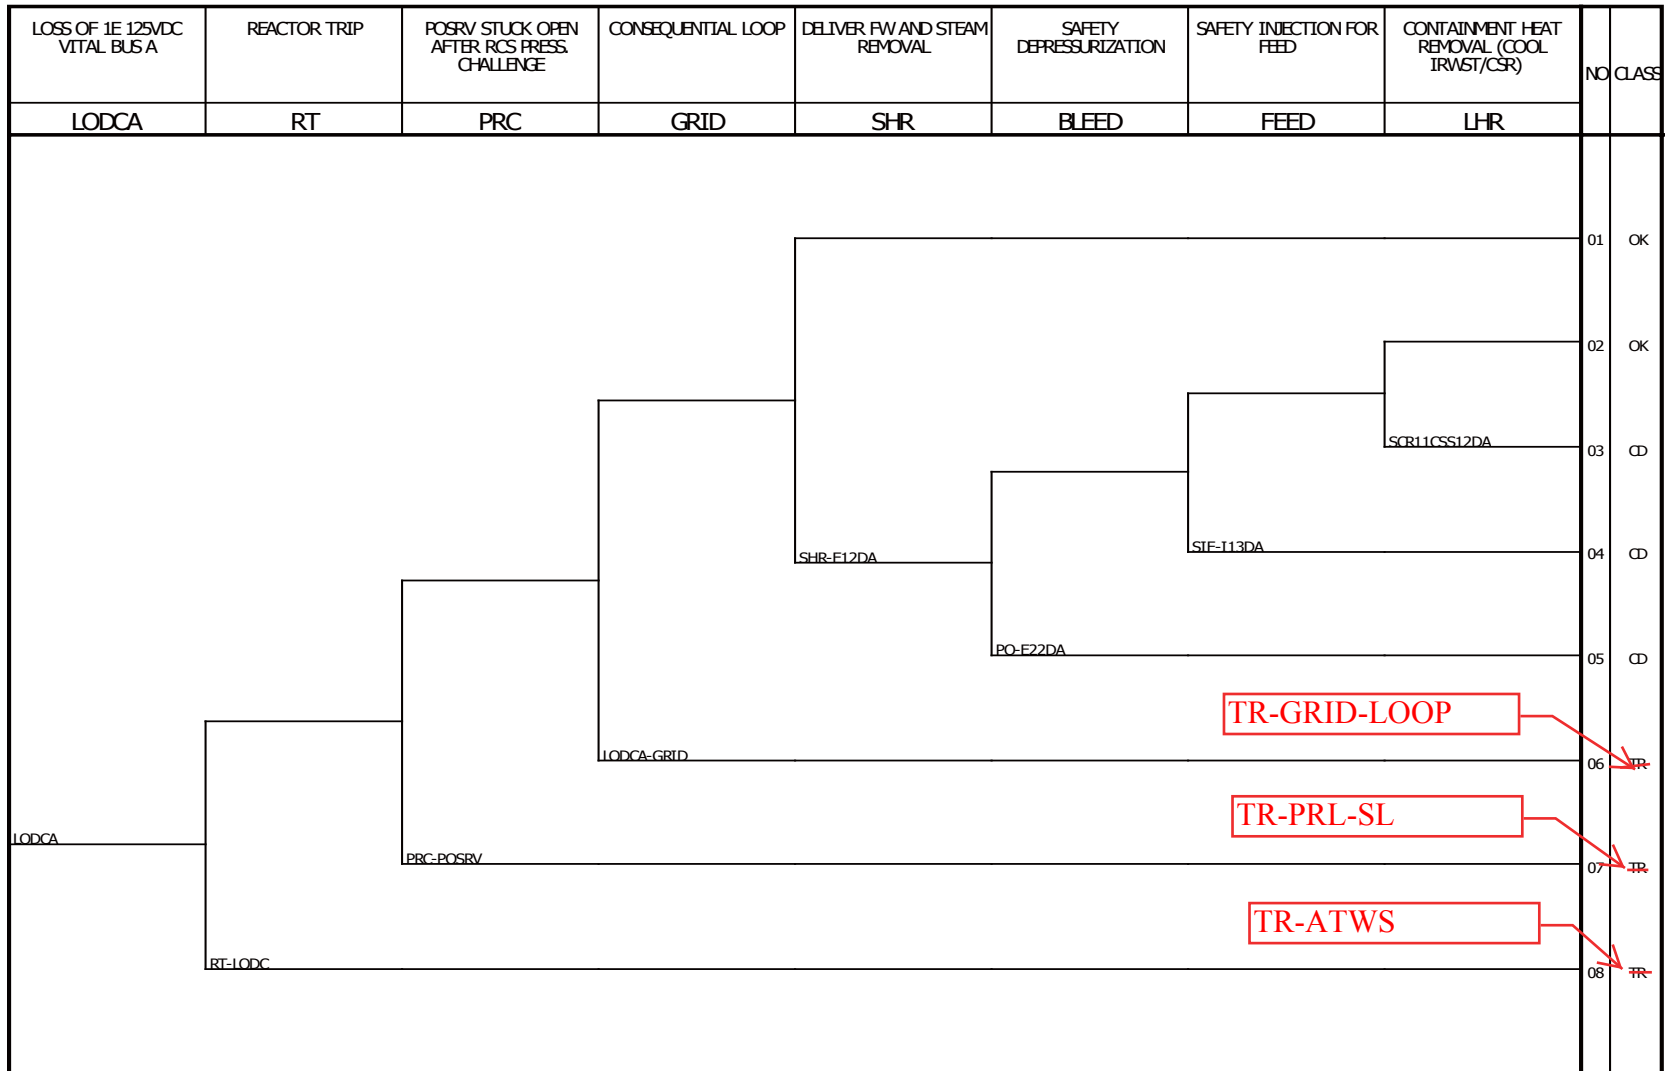 LOSS OF 1E 125VDC
VITAL BUS A
REACTOR TRIP
POSRV STUCK OPEN
AFTER RCS PRESS.
CHALLENGE
CONSEQUENTIAL LOOP
DELIVER FW AND STEAM
REMOVAL
SAFETY
DEPRESSURIZATION
SAFETY INJECTION FOR
FEED
CONTAINMENT HEAT
REMOVAL (COOL
IRWST/CSR)
NO
CLASS
LODCA
RT
PRC
GRID
SHR
BLEED
FEED
LHR
01
OK
02
OK
SCR11CSS12DA
03
CD
SIF-I13DA
04
CD
SHR-F12DA
PO-F22DA
05
CD
TR-GRID-LOOP
LODCA-GRID
06
TR
TR-PRL-SL
LODCA
PRC-POSRV
07
TR
TR-ATWS
RT-LODC
08
TR